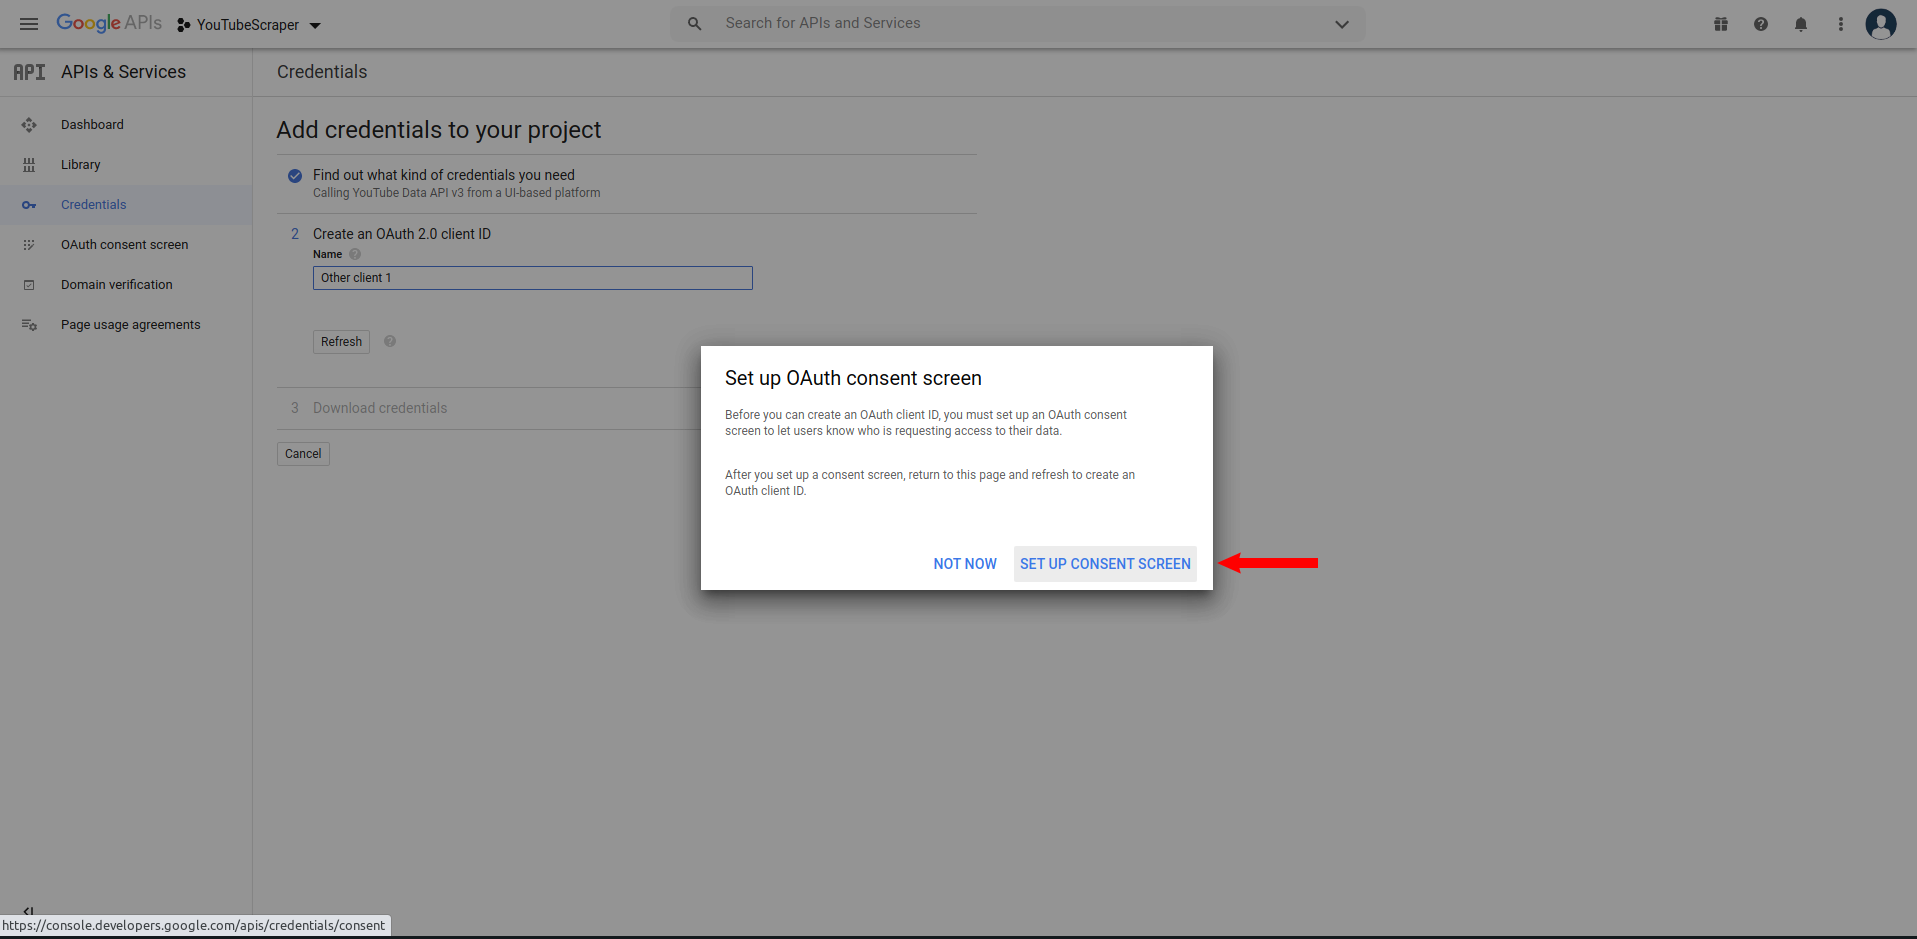 Google APIs
YouTubeScraper
Search for APIs and Services
API
APIs & Services
Credentials
Dashboard
Library
Credentials
OAuth consent screen
Domain verification
Page usage agreements
Add credentials to your project
Find out what kind of credentials you need
Calling YouTube Data API v3 from a UI-based platform
2 Create an OAuth 2.0 client ID
Name
Other client 1
Refresh
3 Download credentials
Cancel
Set up OAuth consent screen
Before you can create an OAuth client ID, you must set up an OAuth consent
screen to let users know who is requesting access to their data.
After you set up a consent screen, return to this page and refresh to create an
OAuth client ID.
NOT NOW SET UP CONSENT SCREEN
https://console.developers.google.com/apis/credentials/consent